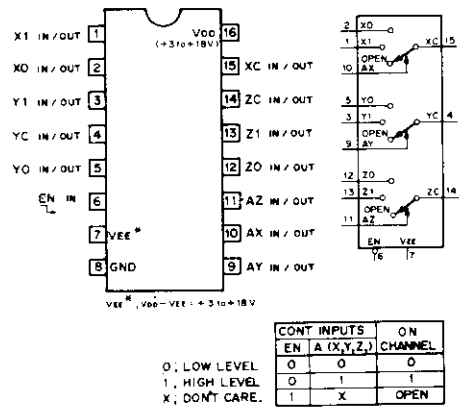 X1 IN/OUT 1
X0 IN/OUT 2
Y1 IN/OUT 3
YC IN/OUT 4
Y0 IN/OUT 5
EN IN 6
7 VEE*
8 GND
VDD 16
(+3to+18V)
15 XC IN/OUT
14 ZC IN/OUT
13 Z1 IN/OUT
12 Z0 IN/OUT
11 AZ IN/OUT
10 AX IN/OUT
9 AY IN/OUT
VEE*, VDD-VEE=+3to+18V
2 X0
1 X1 XC 15
OPEN
10 AX
5 Y0
3 Y1 YC 4
OPEN
9 AY
12 Z0
13 Z1 ZC 14
OPEN
11 AZ
EN VEE
6 7
0; LOW LEVEL
1, HIGH LEVEL
X; DON'T CARE.
CONT INPUTS ON CHANNEL
EN A (X,Y,Z,)
0 0 0
0 1 1
1 X OPEN